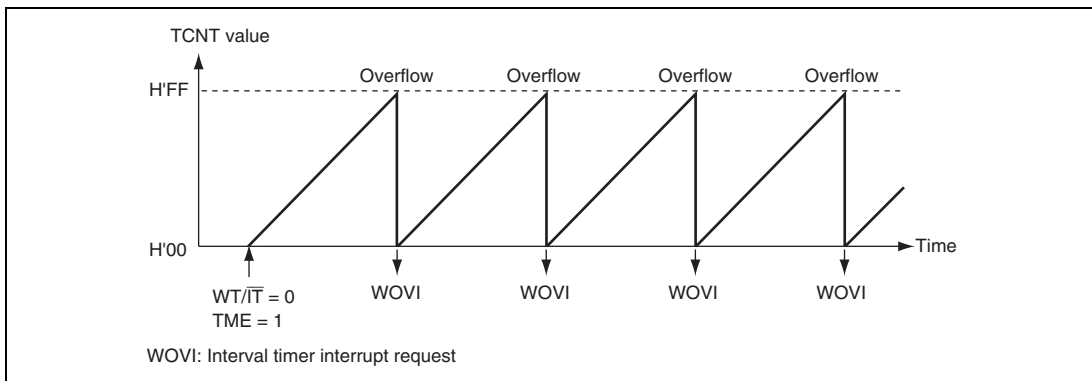 TCNT value
Overflow Overflow Overflow Overflow
H'FF
H'00
Time
WOVI WOVI WOVI WOVI
WT/I̅T̅ = 0
TME = 1
WOVI: Interval timer interrupt request